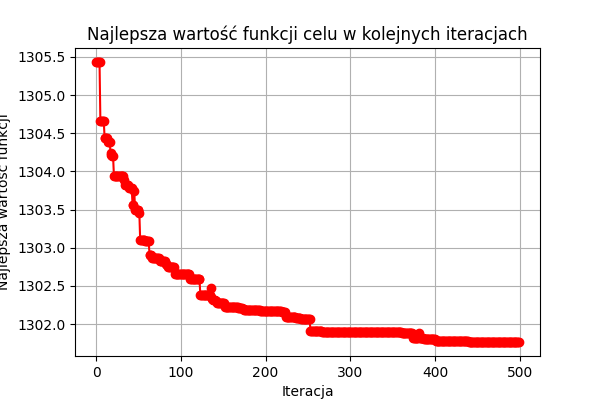 Najlepsza wartość funkcji celu w kolejnych iteracjach
Najlepsza wartość funkcji
1305.5
1305.0
1304.5
1304.0
1303.5
1303.0
1302.5
1302.0
0 100 200 300 400 500
Iteracja